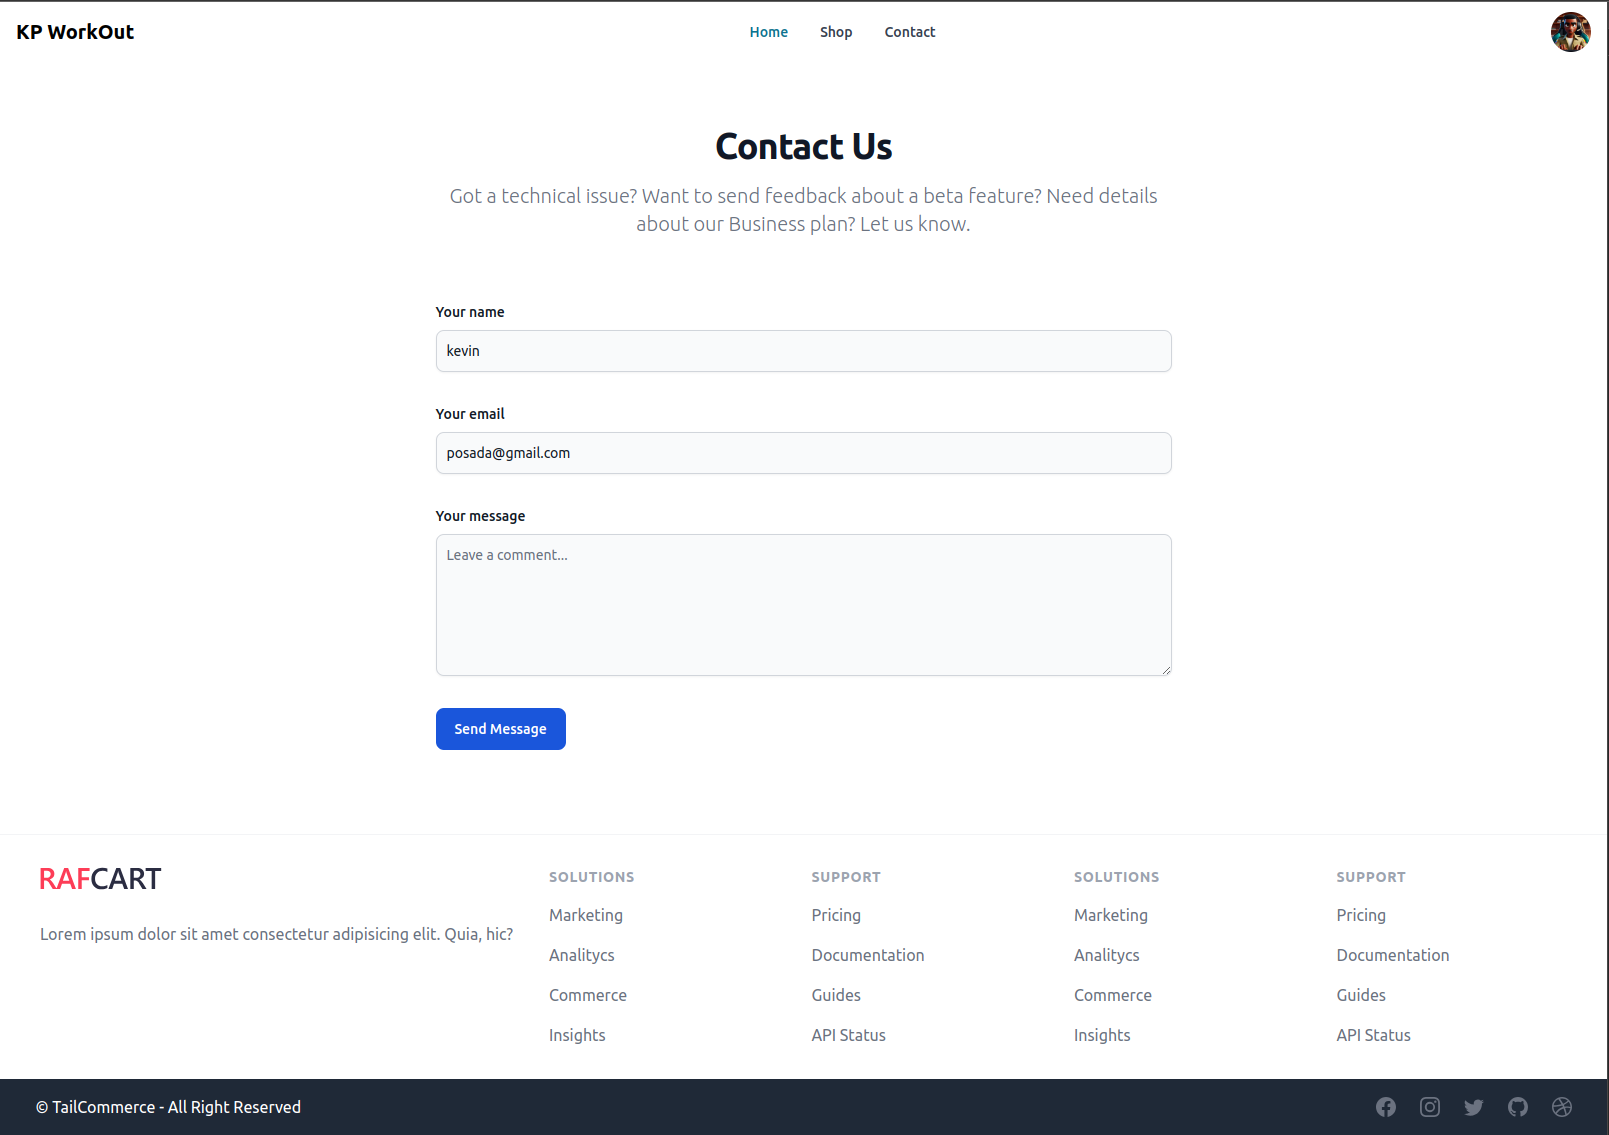 KP WorkOut
Home Shop Contact
Contact Us
Got a technical issue? Want to send feedback about a beta feature? Need details
about our Business plan? Let us know.
Your name
kevin
Your email
posada@gmail.com
Your message
Leave a comment...
Send Message
RAFCART
Lorem ipsum dolor sit amet consectetur adipisicing elit. Quia, hic?
SOLUTIONS
Marketing
Analitycs
Commerce
Insights
SUPPORT
Pricing
Documentation
Guides
API Status
SOLUTIONS
Marketing
Analitycs
Commerce
Insights
SUPPORT
Pricing
Documentation
Guides
API Status
© TailCommerce - All Right Reserved